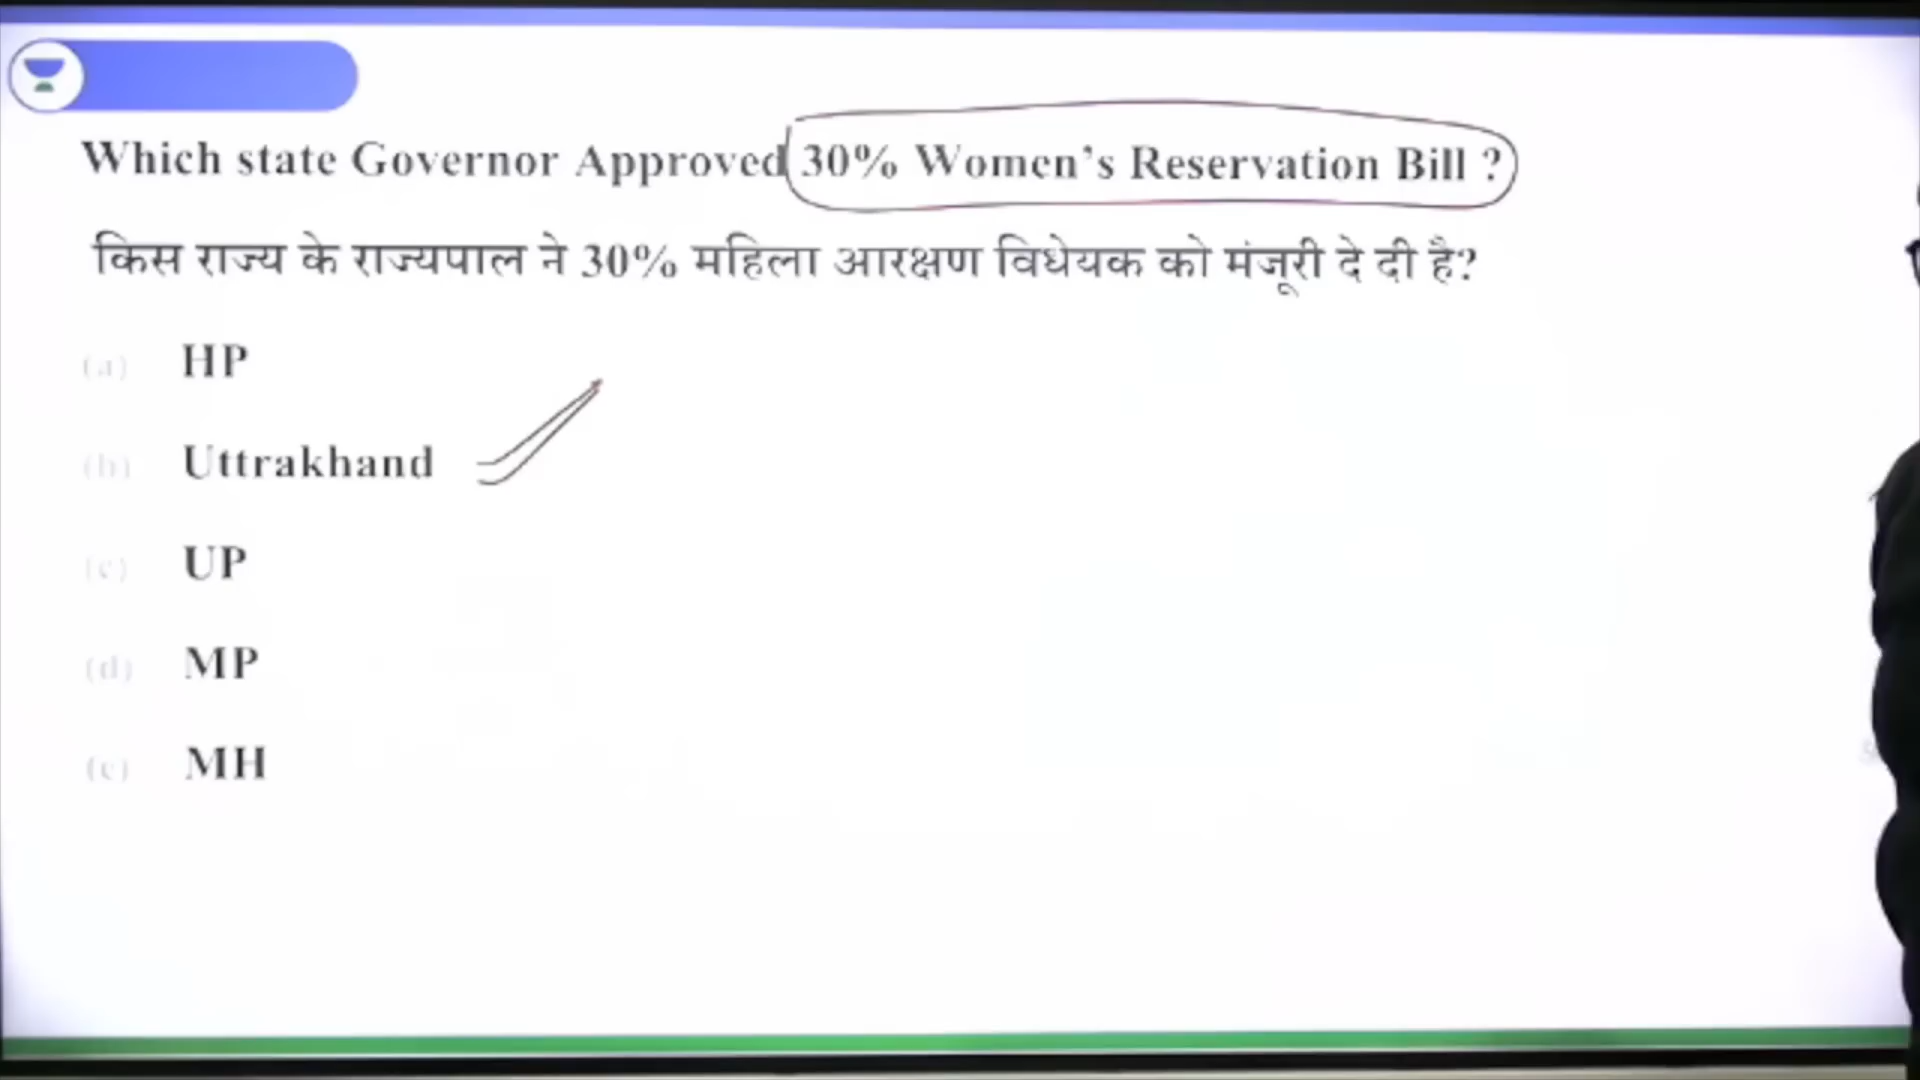 Which state Governor Approved 30% Women's Reservation Bill ?
किस राज्य के राज्यपाल ने 30% महिला आरक्षण विधेयक को मंजूरी दे दी है?
(a) HP
(b) Uttrakhand
(c) UP
(d) MP
(e) MH